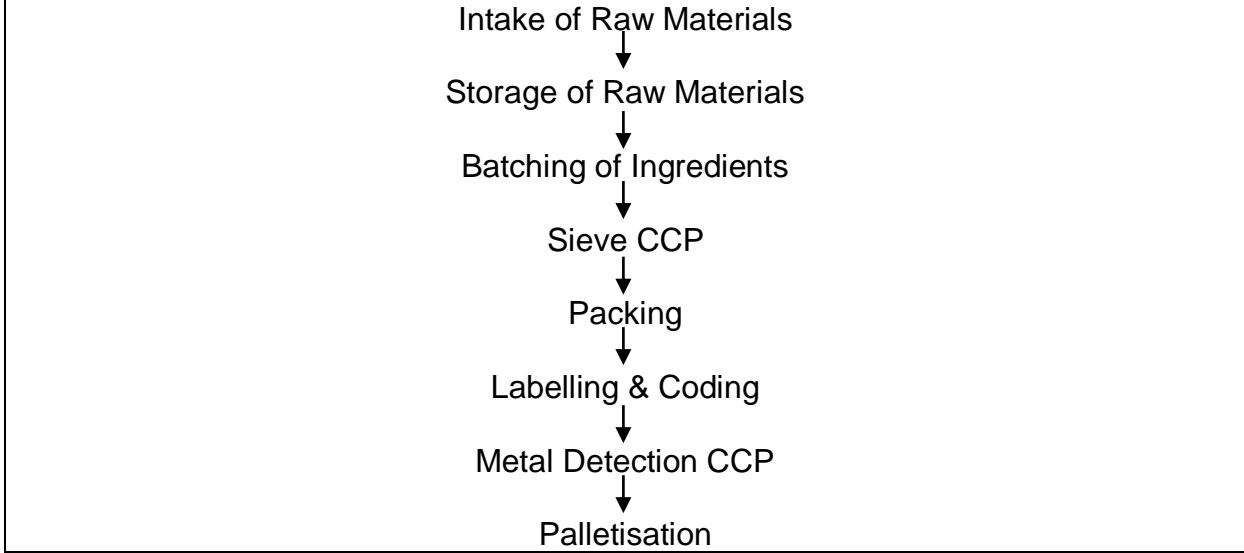 Intake of Raw Materials
Storage of Raw Materials
Batching of Ingredients
Sieve CCP
Packing
Labelling & Coding
Metal Detection CCP
Palletisation